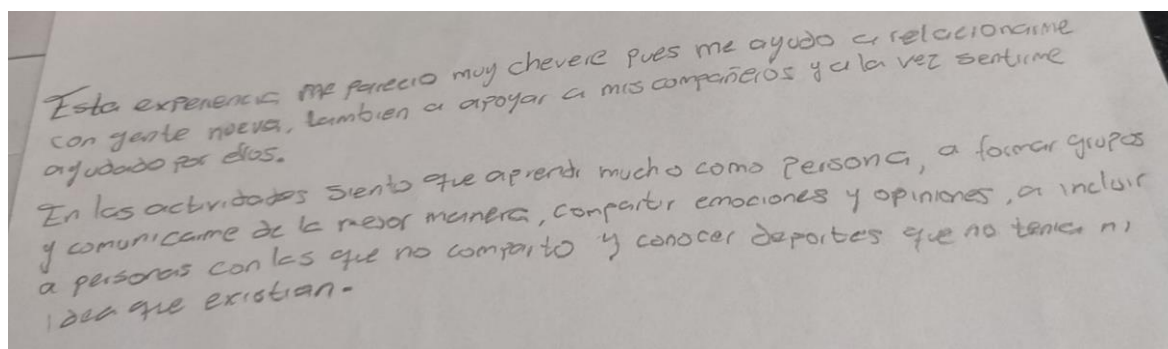 Esta experiencia me parecio muy chevere pues me ayudo a relacionarme
con gente nueva, tambien a apoyar a mis compañeros y a la vez sentirme
ayudado por ellos.
En las actividades siento que aprendi mucho como persona, a formar grupos
y comunicarme de la mejor manera, compartir emociones y opiniones, a incluir
a personas con las que no comparto y conocer deportes que no tenia ni
idea que existian.